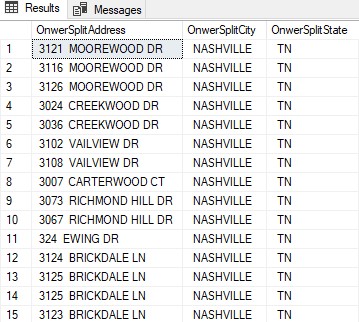 Results Messages
OnwerSplitAddress OnwerSplitCity OnwerSplitState
1 3121 MOOREWOOD DR NASHVILLE TN
2 3116 MOOREWOOD DR NASHVILLE TN
3 3126 MOOREWOOD DR NASHVILLE TN
4 3024 CREEKWOOD DR NASHVILLE TN
5 3036 CREEKWOOD DR NASHVILLE TN
6 3102 VAILVIEW DR NASHVILLE TN
7 3108 VAILVIEW DR NASHVILLE TN
8 3007 CARTERWOOD CT NASHVILLE TN
9 3073 RICHMOND HILL DR NASHVILLE TN
10 3067 RICHMOND HILL DR NASHVILLE TN
11 324 EWING DR NASHVILLE TN
12 3124 BRICKDALE LN NASHVILLE TN
13 3125 BRICKDALE LN NASHVILLE TN
14 3125 BRICKDALE LN NASHVILLE TN
15 3123 BRICKDALE LN NASHVILLE TN